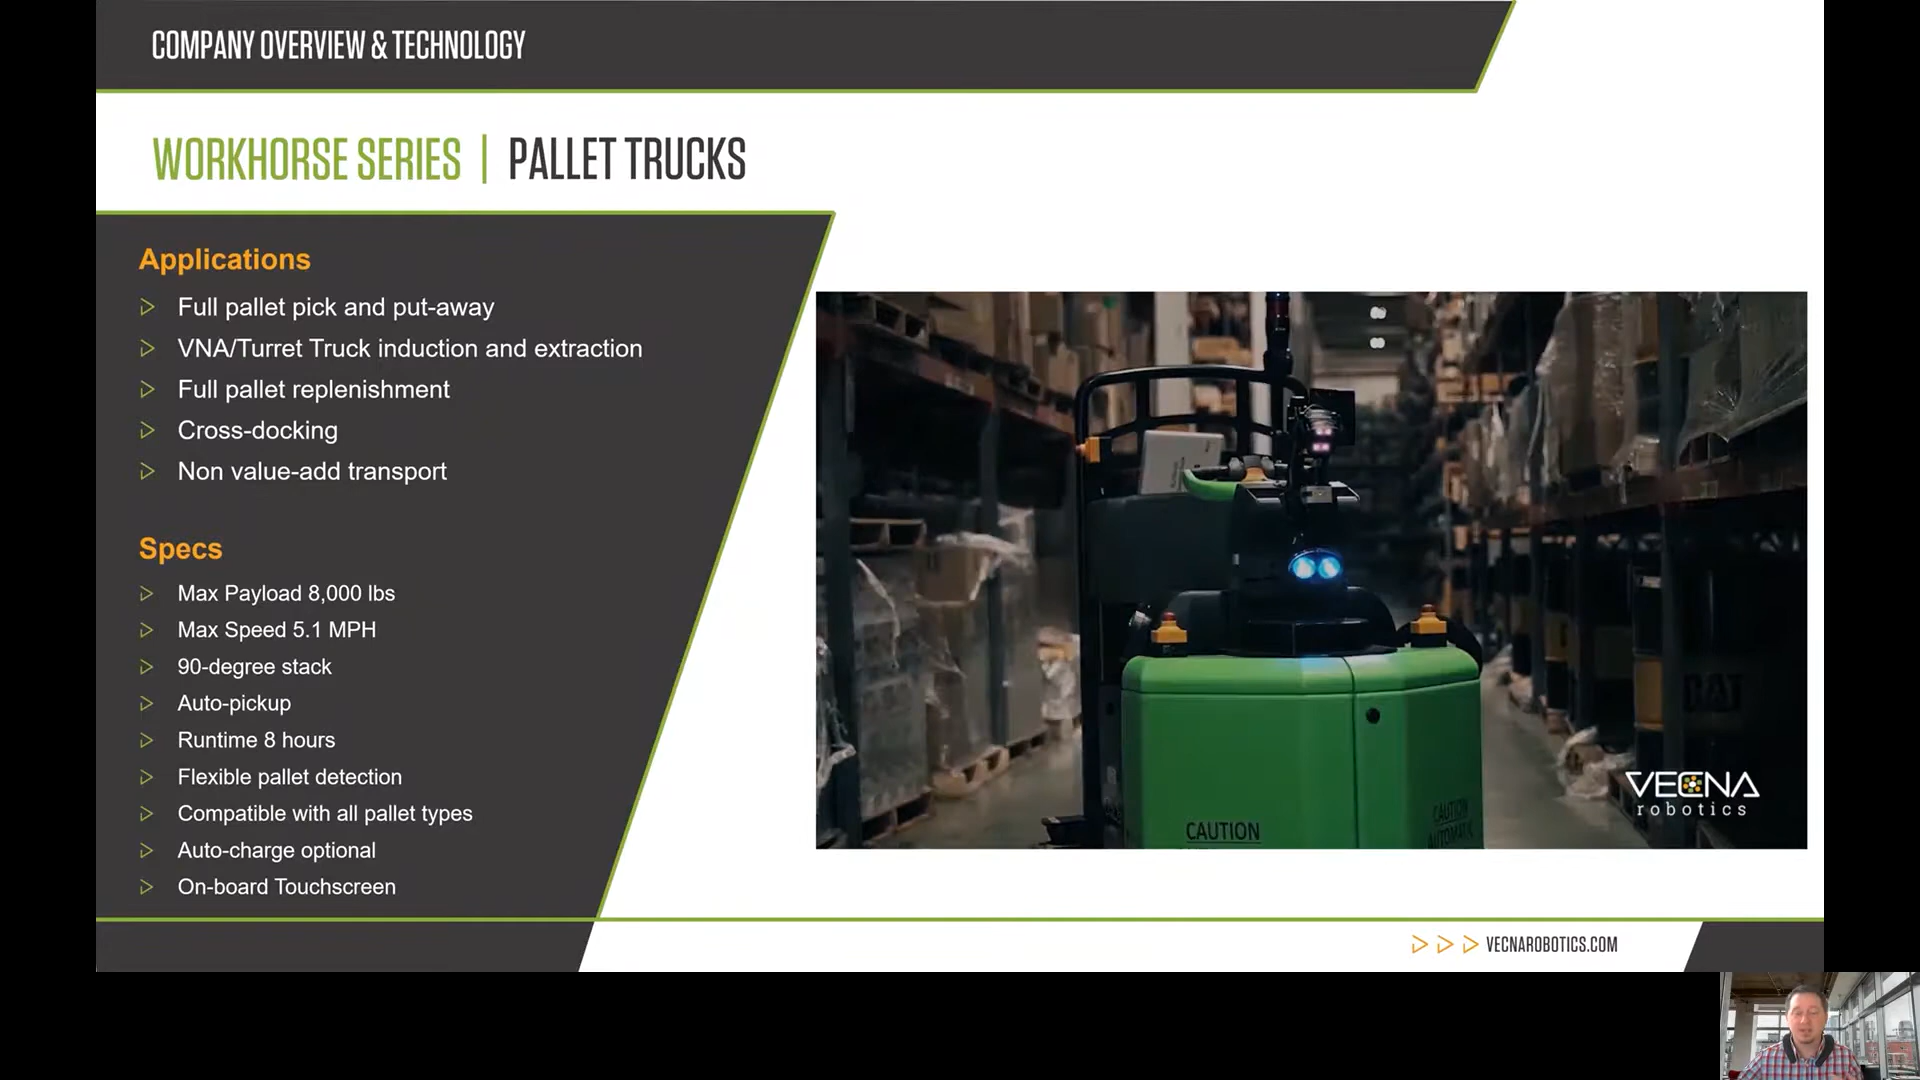 COMPANY OVERVIEW & TECHNOLOGY
WORKHORSE SERIES | PALLET TRUCKS
Applications
Full pallet pick and put-away
VNA/Turret Truck induction and extraction
Full pallet replenishment
Cross-docking
Non value-add transport
Specs
Max Payload 8,000 lbs
Max Speed 5.1 MPH
90-degree stack
Auto-pickup
Runtime 8 hours
Flexible pallet detection
Compatible with all pallet types
Auto-charge optional
On-board Touchscreen
CAT
VECNA
robotics
CAUTION
CAUTION
AUTOMATIC
VECNAROBOTICS.COM